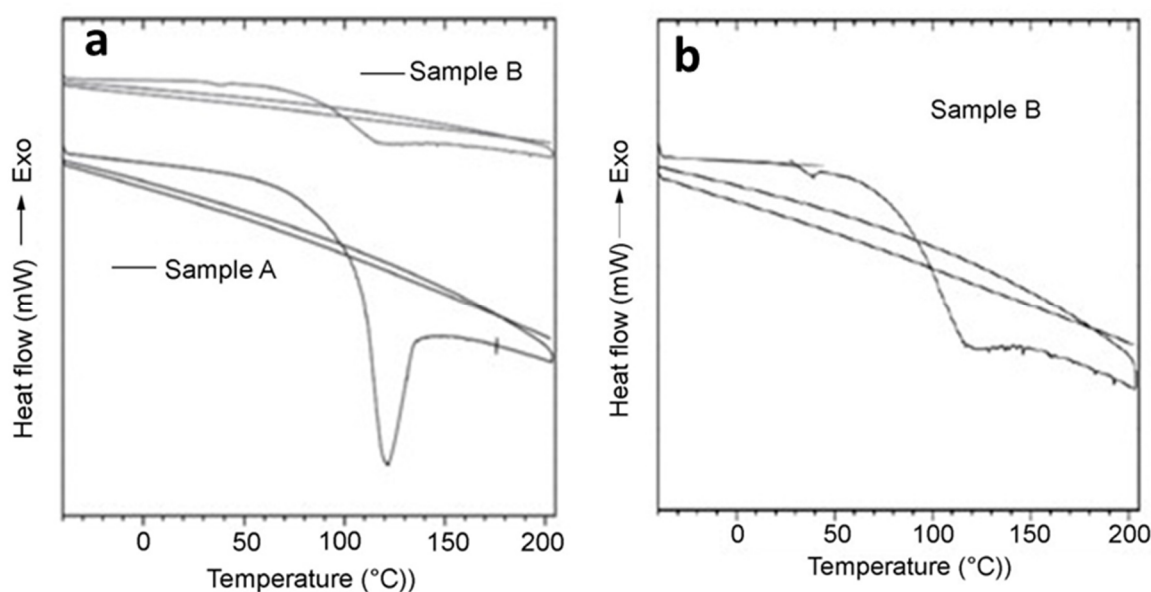 a
Sample B
Sample A
Heat flow (mW) → Exo
0 50 100 150 200
Temperature (°C))
b
Sample B
Heat flow (mW) → Exo
0 50 100 150 200
Temperature (°C))